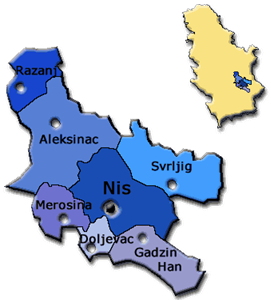 Razanj
Aleksinac
Svrljig
Nis
Merosina
Doljevac
Gadzin
Han